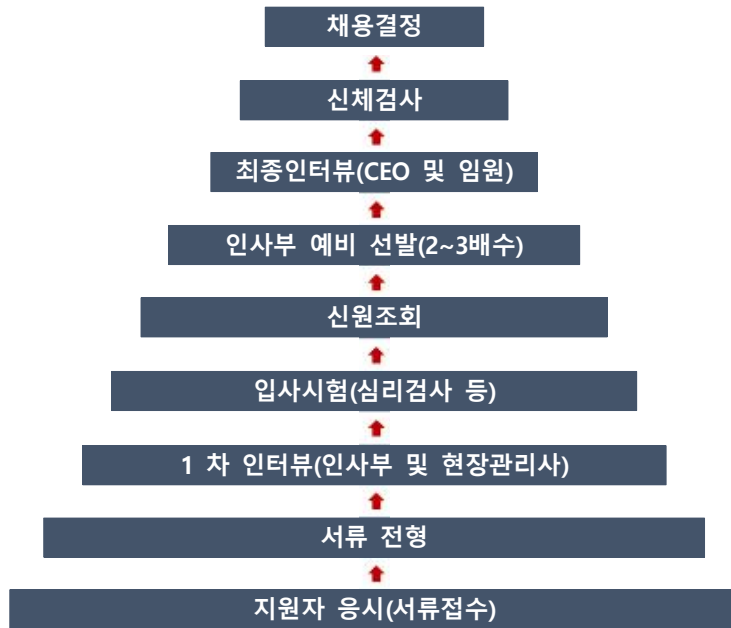 채용결정
신체검사
최종인터뷰(CEO 및 임원)
인사부 예비 선발(2~3배수)
신원조회
입사시험(심리검사 등)
1 차 인터뷰(인사부 및 현장관리사)
서류 전형
지원자 응시(서류접수)